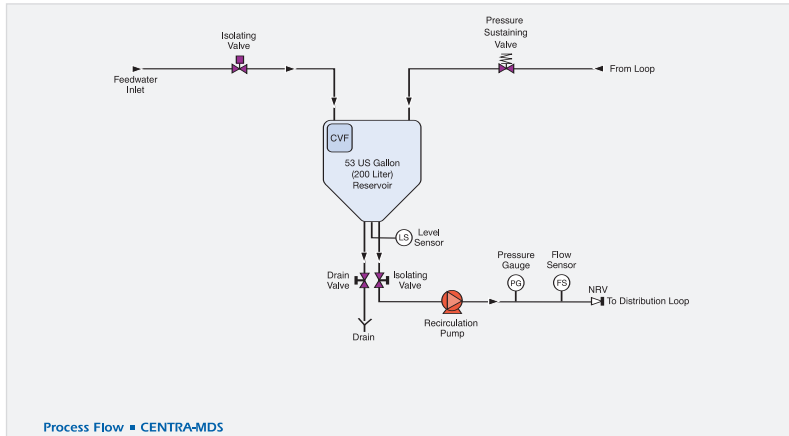 Isolating
Valve
Feedwater
Inlet
Pressure
Sustaining
Valve
From Loop
CVF
53 US Gallon
(200 Liter)
Reservoir
LS
Level
Sensor
Drain
Valve
Isolating
Valve
Drain
Recirculation
Pump
Pressure
Gauge
PG
Flow
Sensor
FS
NRV
To Distribution Loop
Process Flow ▪ CENTRA-MDS